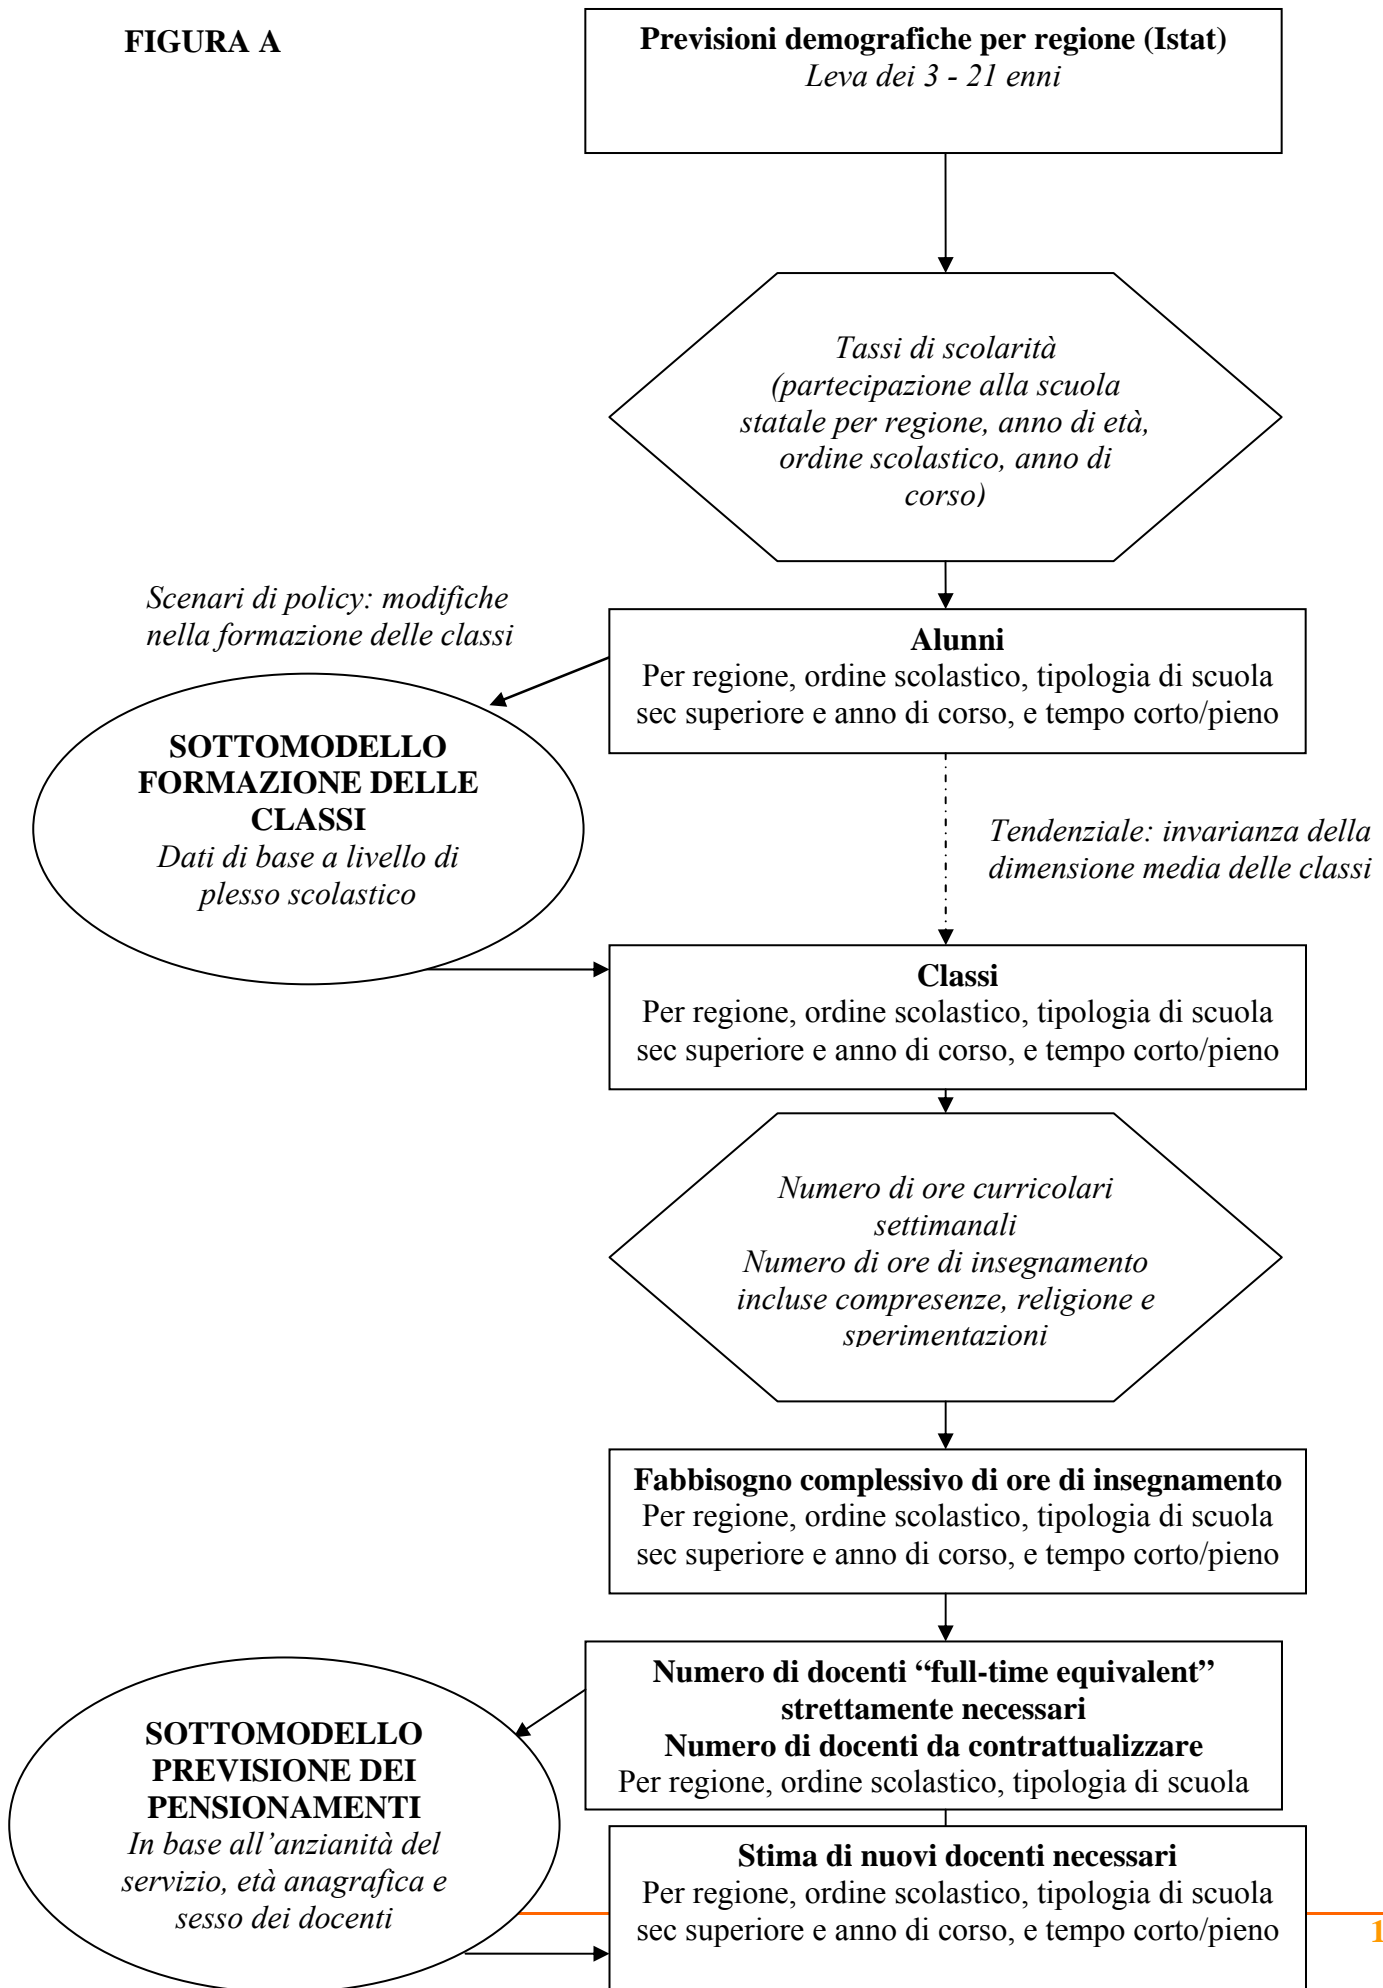 FIGURA A
Previsioni demografiche per regione (Istat)
Leva dei 3 - 21 enni
Tassi di scolarità
(partecipazione alla scuola
statale per regione, anno di età,
ordine scolastico, anno di
corso)
Scenari di policy: modifiche
nella formazione delle classi
Alunni
Per regione, ordine scolastico, tipologia di scuola
sec superiore e anno di corso, e tempo corto/pieno
SOTTOMODELLO
FORMAZIONE DELLE
CLASSI
Dati di base a livello di
plesso scolastico
Tendenziale: invarianza della
dimensione media delle classi
Classi
Per regione, ordine scolastico, tipologia di scuola
sec superiore e anno di corso, e tempo corto/pieno
Numero di ore curricolari
settimanali
Numero di ore di insegnamento
incluse compresenze, religione e
sperimentazioni
Fabbisogno complessivo di ore di insegnamento
Per regione, ordine scolastico, tipologia di scuola
sec superiore e anno di corso, e tempo corto/pieno
Numero di docenti “full-time equivalent”
strettamente necessari
Numero di docenti da contrattualizzare
Per regione, ordine scolastico, tipologia di scuola
SOTTOMODELLO
PREVISIONE DEI
PENSIONAMENTI
In base all’anzianità del
servizio, età anagrafica e
sesso dei docenti
Stima di nuovi docenti necessari
Per regione, ordine scolastico, tipologia di scuola
sec superiore e anno di corso, e tempo corto/pieno
1